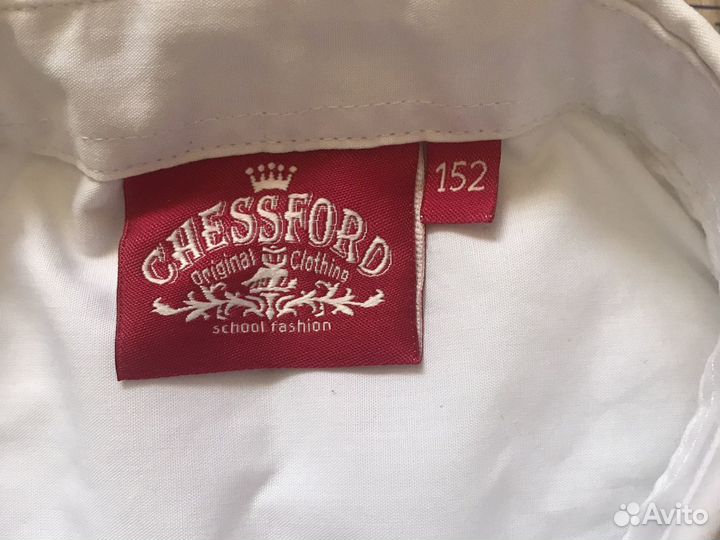 CHESSFORD
Original Clothing
school fashion
152
Avito